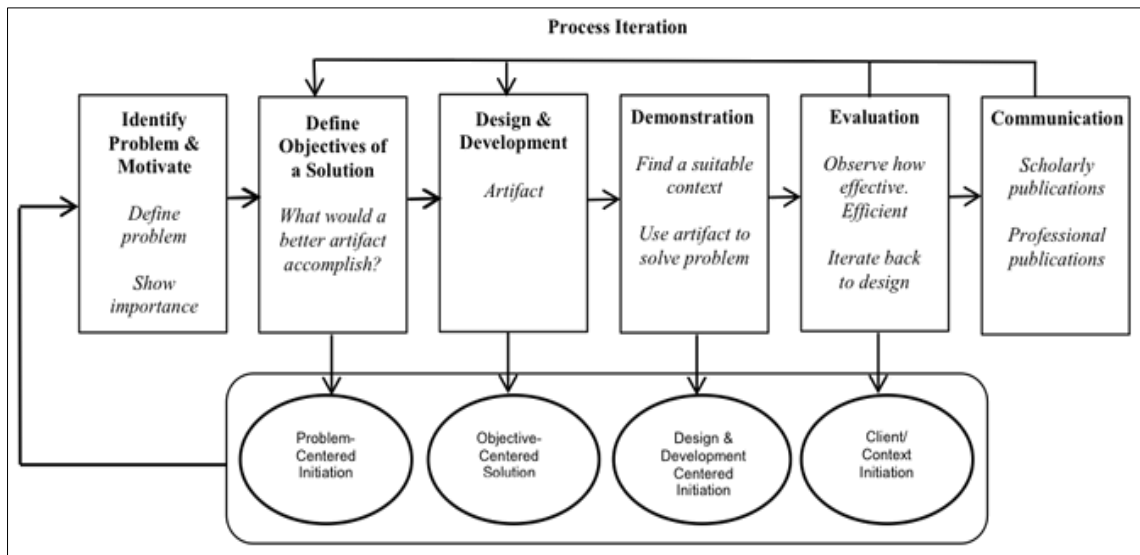 Process Iteration
Identify
Problem &
Motivate
Define
problem
Show
importance
Define
Objectives of
a Solution
What would a
better artifact
accomplish?
Design &
Development
Artifact
Demonstration
Find a suitable
context
Use artifact to
solve problem
Evaluation
Observe how
effective.
Efficient
Iterate back
to design
Communication
Scholarly
publications
Professional
publications
Problem-
Centered
Initiation
Objective-
Centered
Solution
Design &
Development
Centered
Initiation
Client/
Context
Initiation